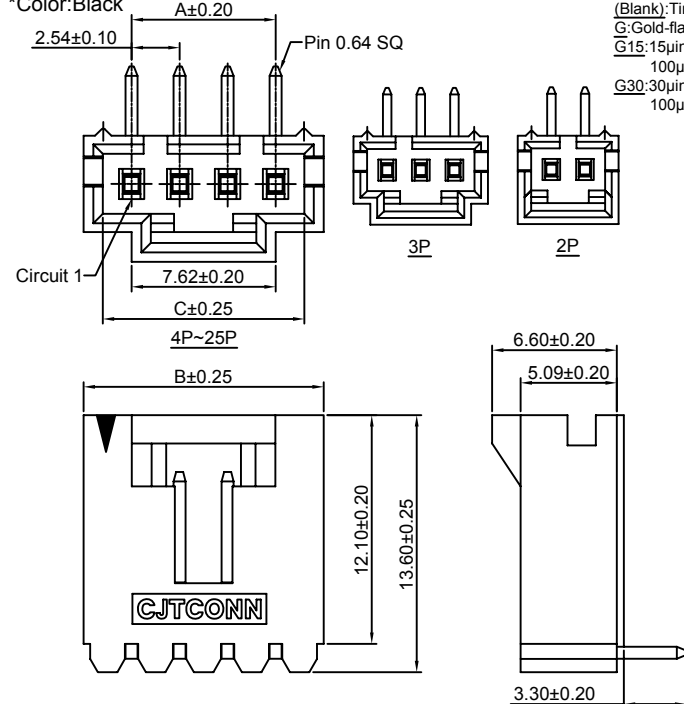 *Color:Black
A±0.20
2.54±0.10
Pin 0.64 SQ
(Blank):
G:Gold-
G15:15μin
100μ
G30:30μin
100μ
Circuit 1
7.62±0.20
C±0.25
4P~25P
3P
2P
B±0.25
12.10±0.20
13.60±0.25
CJTCONN
6.60±0.20
5.09±0.20
3.30±0.20